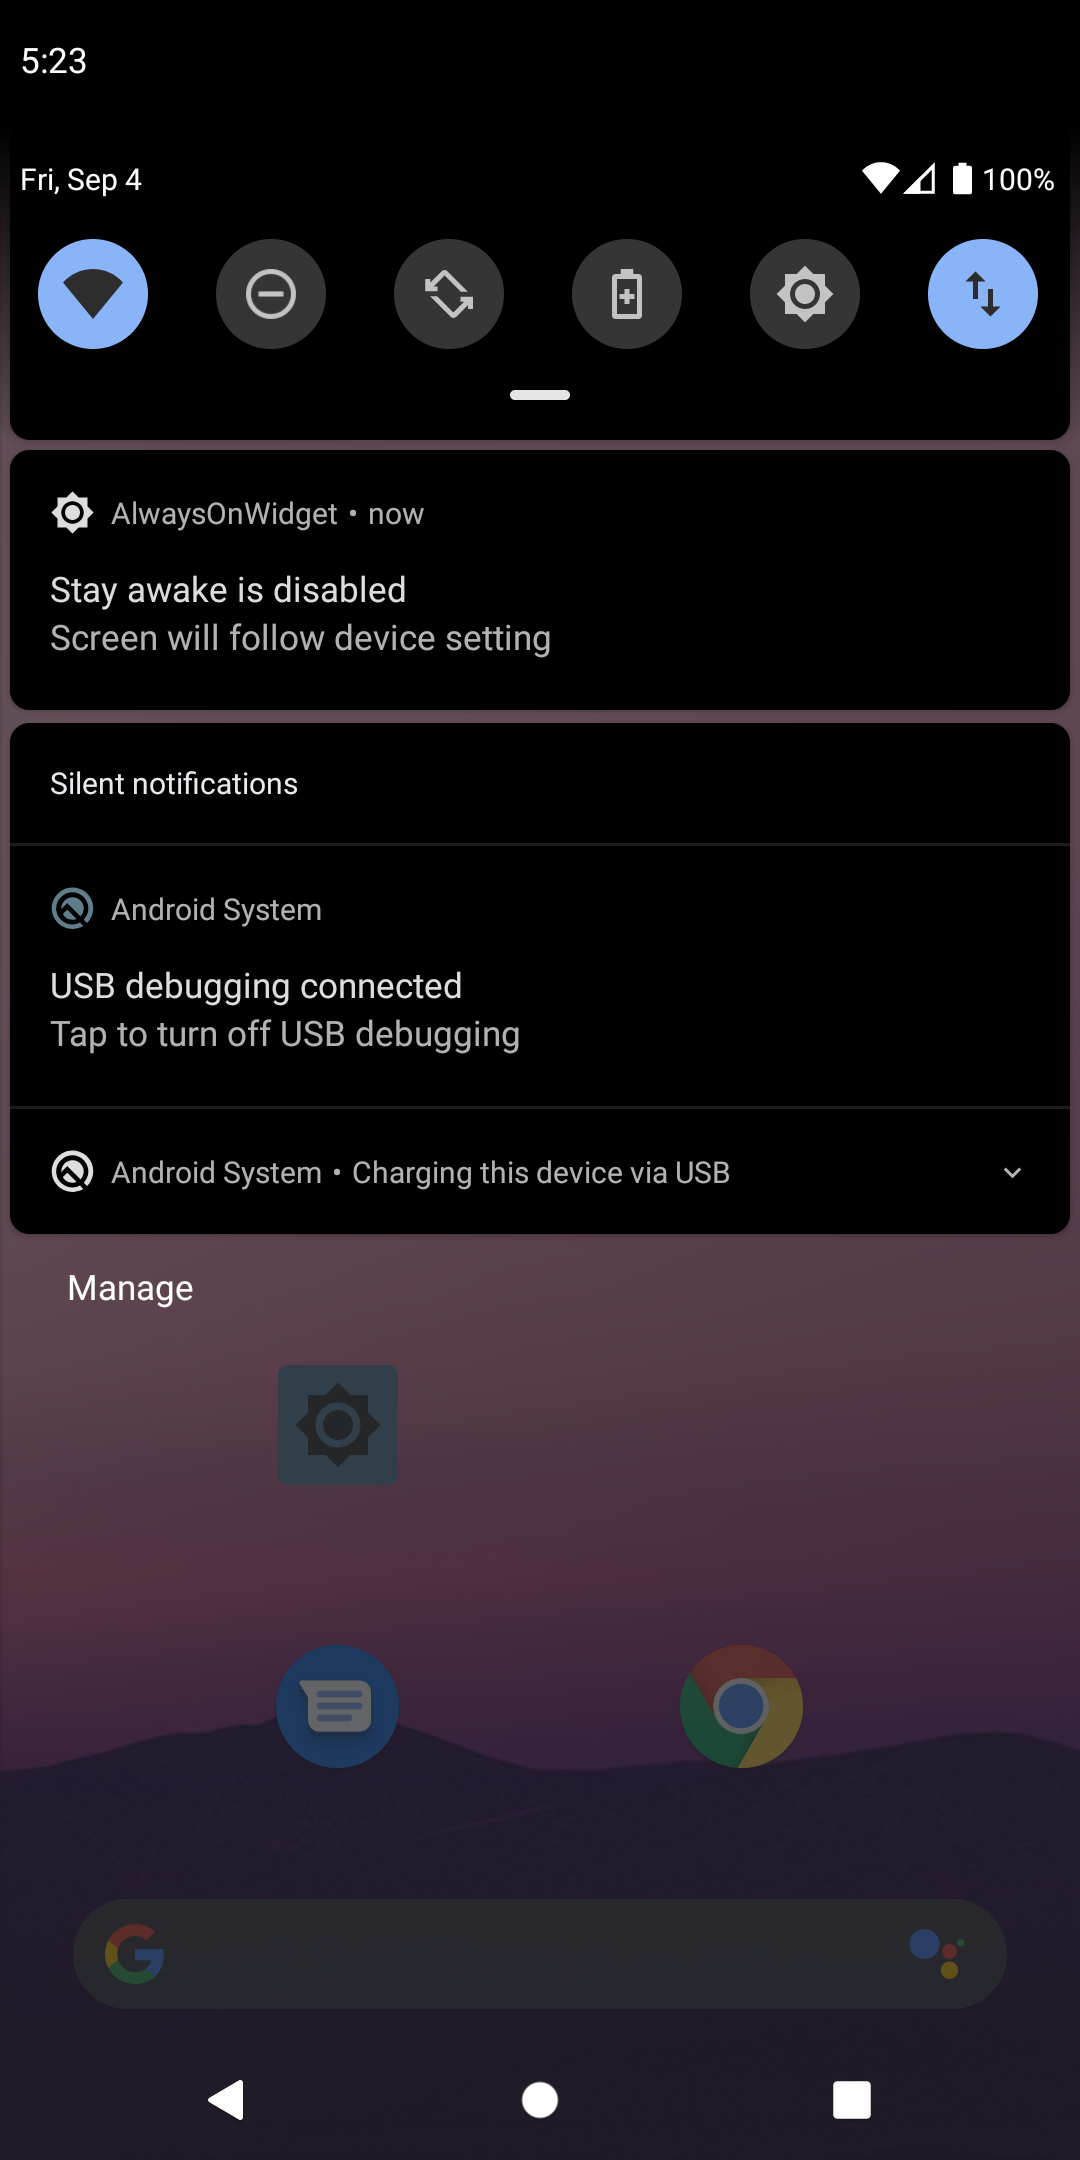 5:23
Fri, Sep 4
100%
AlwaysOnWidget • now
Stay awake is disabled
Screen will follow device setting
Silent notifications
Android System
USB debugging connected
Tap to turn off USB debugging
Android System • Charging this device via USB
Manage